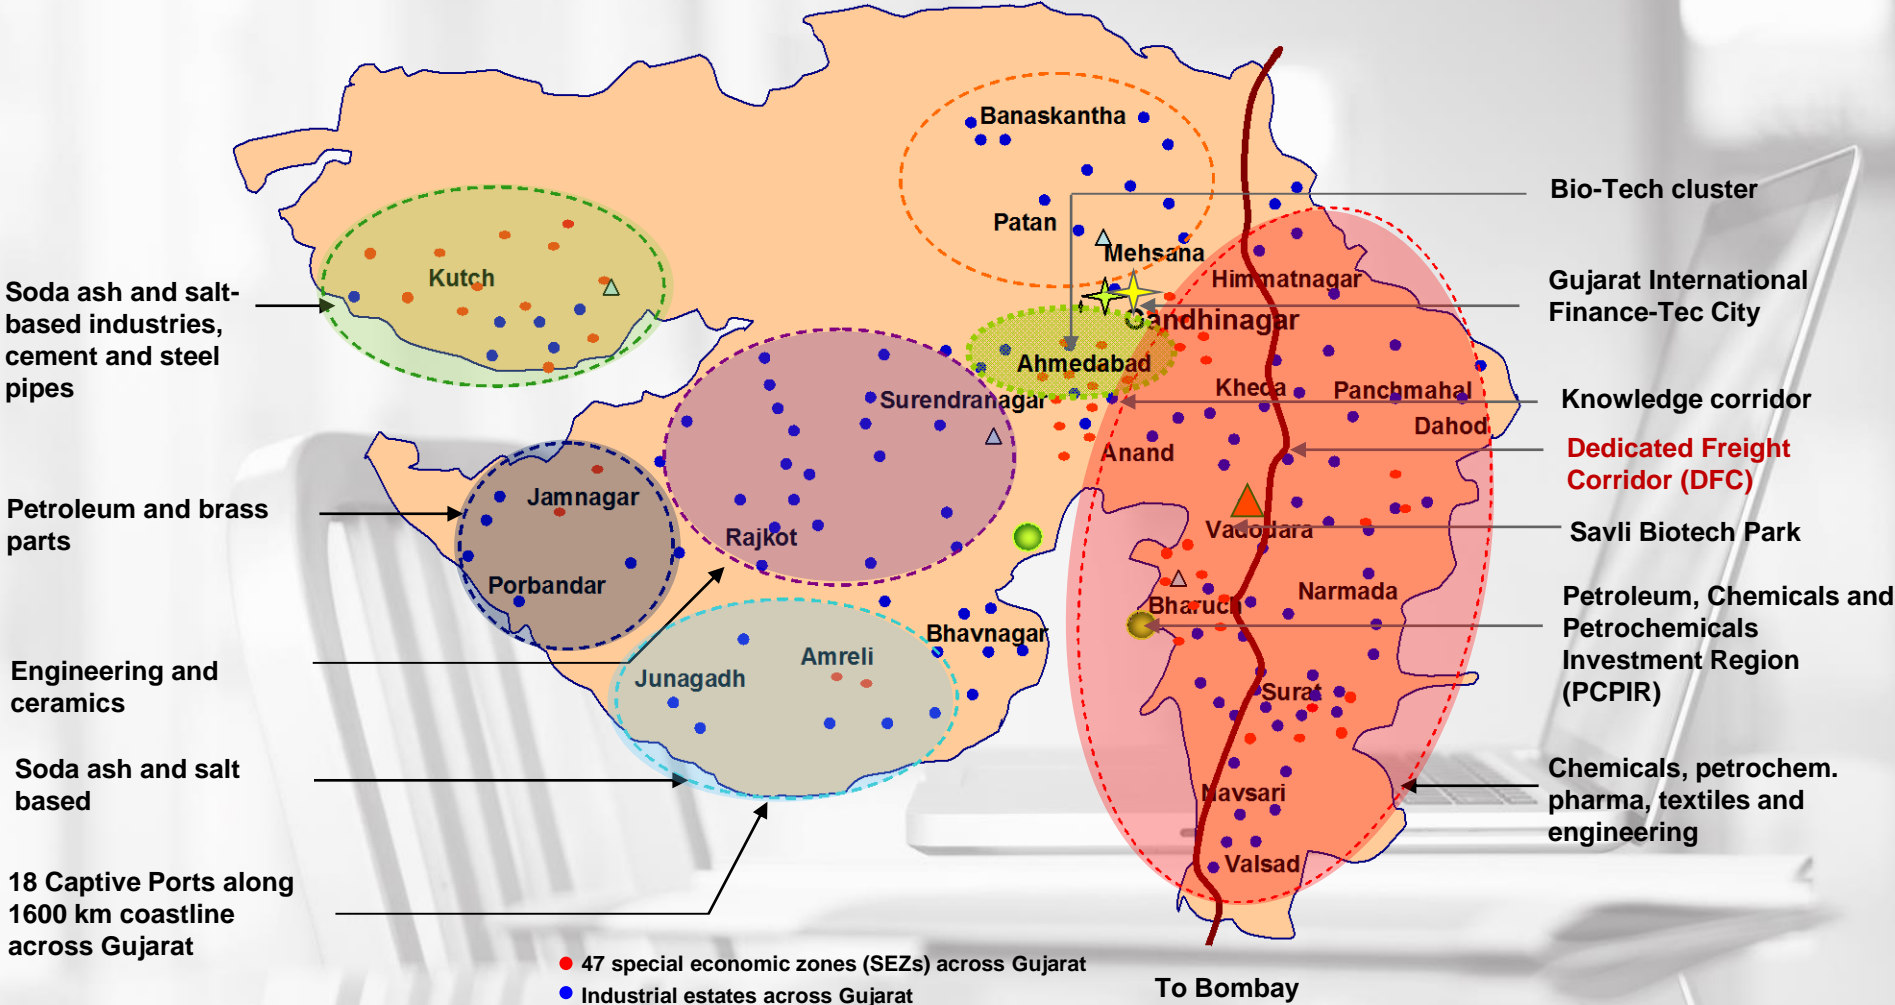 Banaskantha
Patan
Mehsana
Himmatnagar
Gandhinagar
Kutch
Ahmedabad
Kheda
Panchmahal
Surendranagar
Dahod
Anand
Jamnagar
Rajkot
Vadodara
Porbandar
Bharuch
Narmada
Bhavnagar
Amreli
Junagadh
Surat
Navsari
Valsad
Soda ash and salt-
based industries,
cement and steel
pipes
Petroleum and brass
parts
Engineering and
ceramics
Soda ash and salt
based
18 Captive Ports along
1600 km coastline
across Gujarat
Bio-Tech cluster
Gujarat International
Finance-Tec City
Knowledge corridor
Dedicated Freight
Corridor (DFC)
Savli Biotech Park
Petroleum, Chemicals and
Petrochemicals
Investment Region
(PCPIR)
Chemicals, petrochem.
pharma, textiles and
engineering
47 special economic zones (SEZs) across Gujarat
Industrial estates across Gujarat
To Bombay